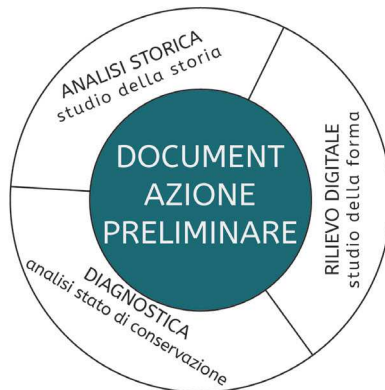 ANALISI STORICA
studio della storia
DOCUMENT
AZIONE
PRELIMINARE
RILIEVO DIGITALE
studio della forma
DIAGNOSTICA
analisi stato di conservazione